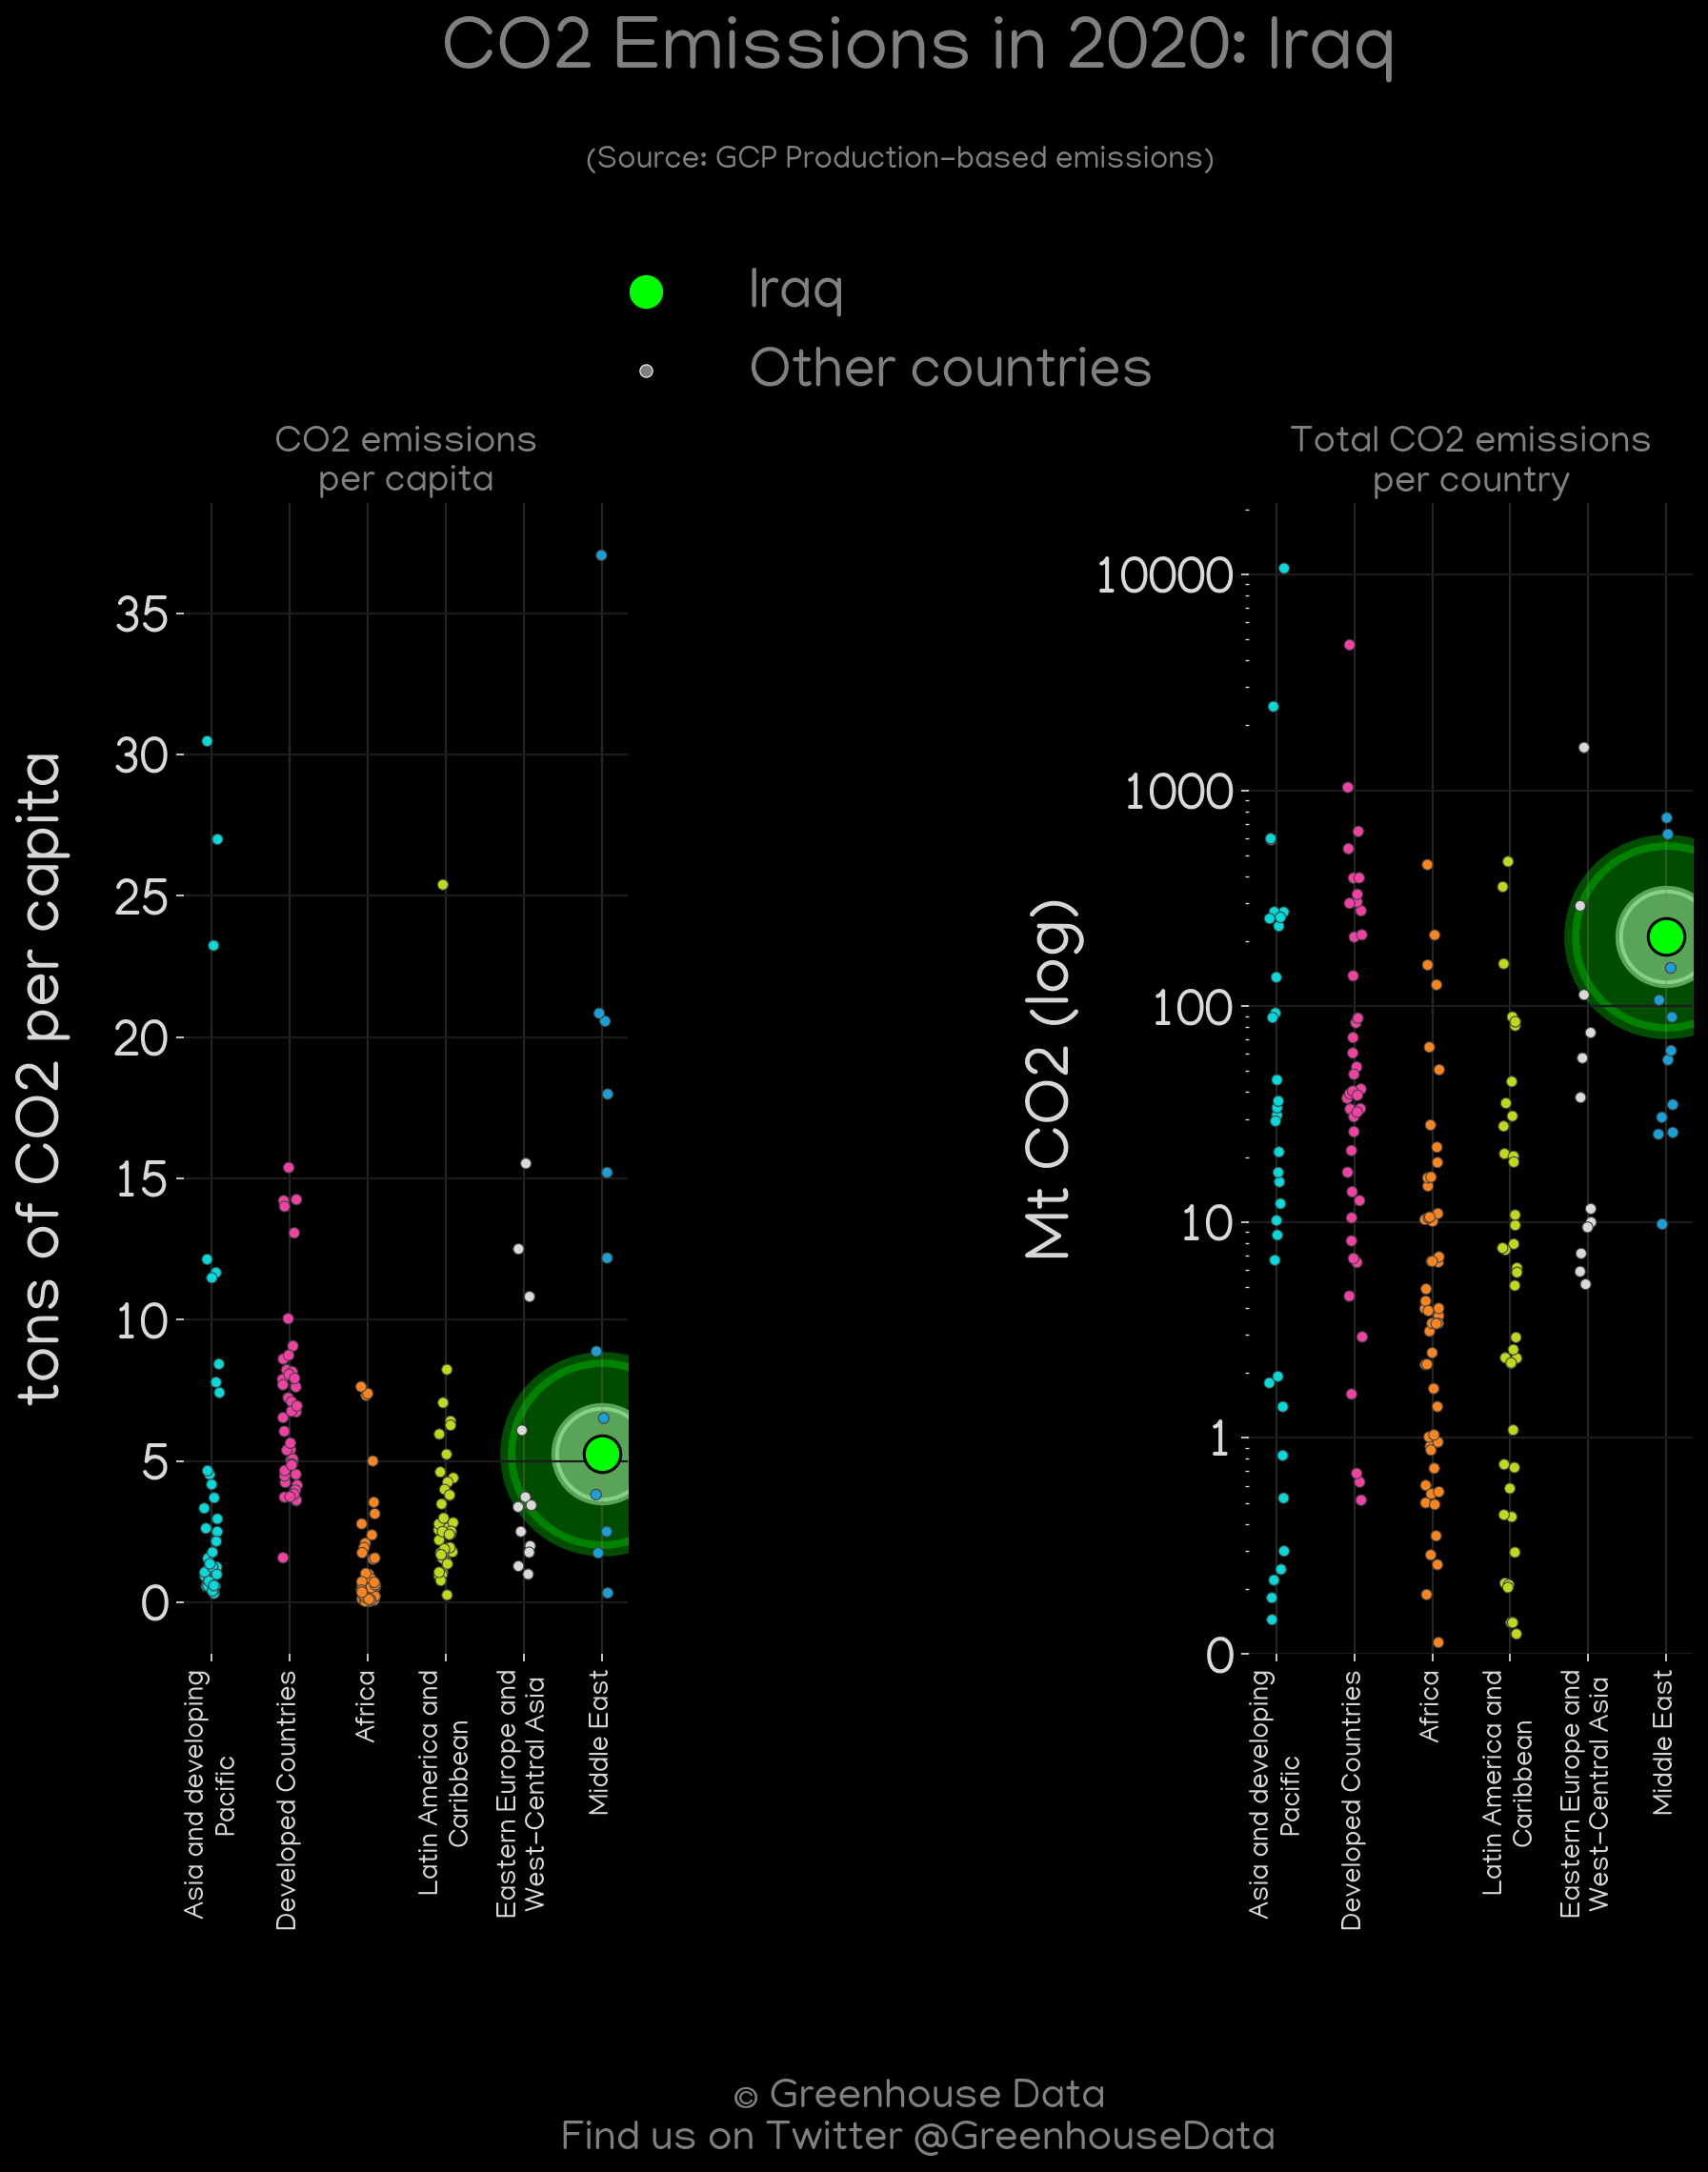 CO2 Emissions in 2020: Iraq
(Source: GCP Production-based emissions)
Iraq
Other countries
CO2 emissions
per capita
tons of CO2 per capita
35
30
25
20
15
10
5
0
Asia and developing
Pacific
Developed Countries
Africa
Latin America and
Caribbean
Eastern Europe and
West-Central Asia
Middle East
Total CO2 emissions
per country
Mt CO2 (log)
10000
1000
100
10
1
0
Asia and developing
Pacific
Developed Countries
Africa
Latin America and
Caribbean
Eastern Europe and
West-Central Asia
Middle East
© Greenhouse Data
Find us on Twitter @GreenhouseData